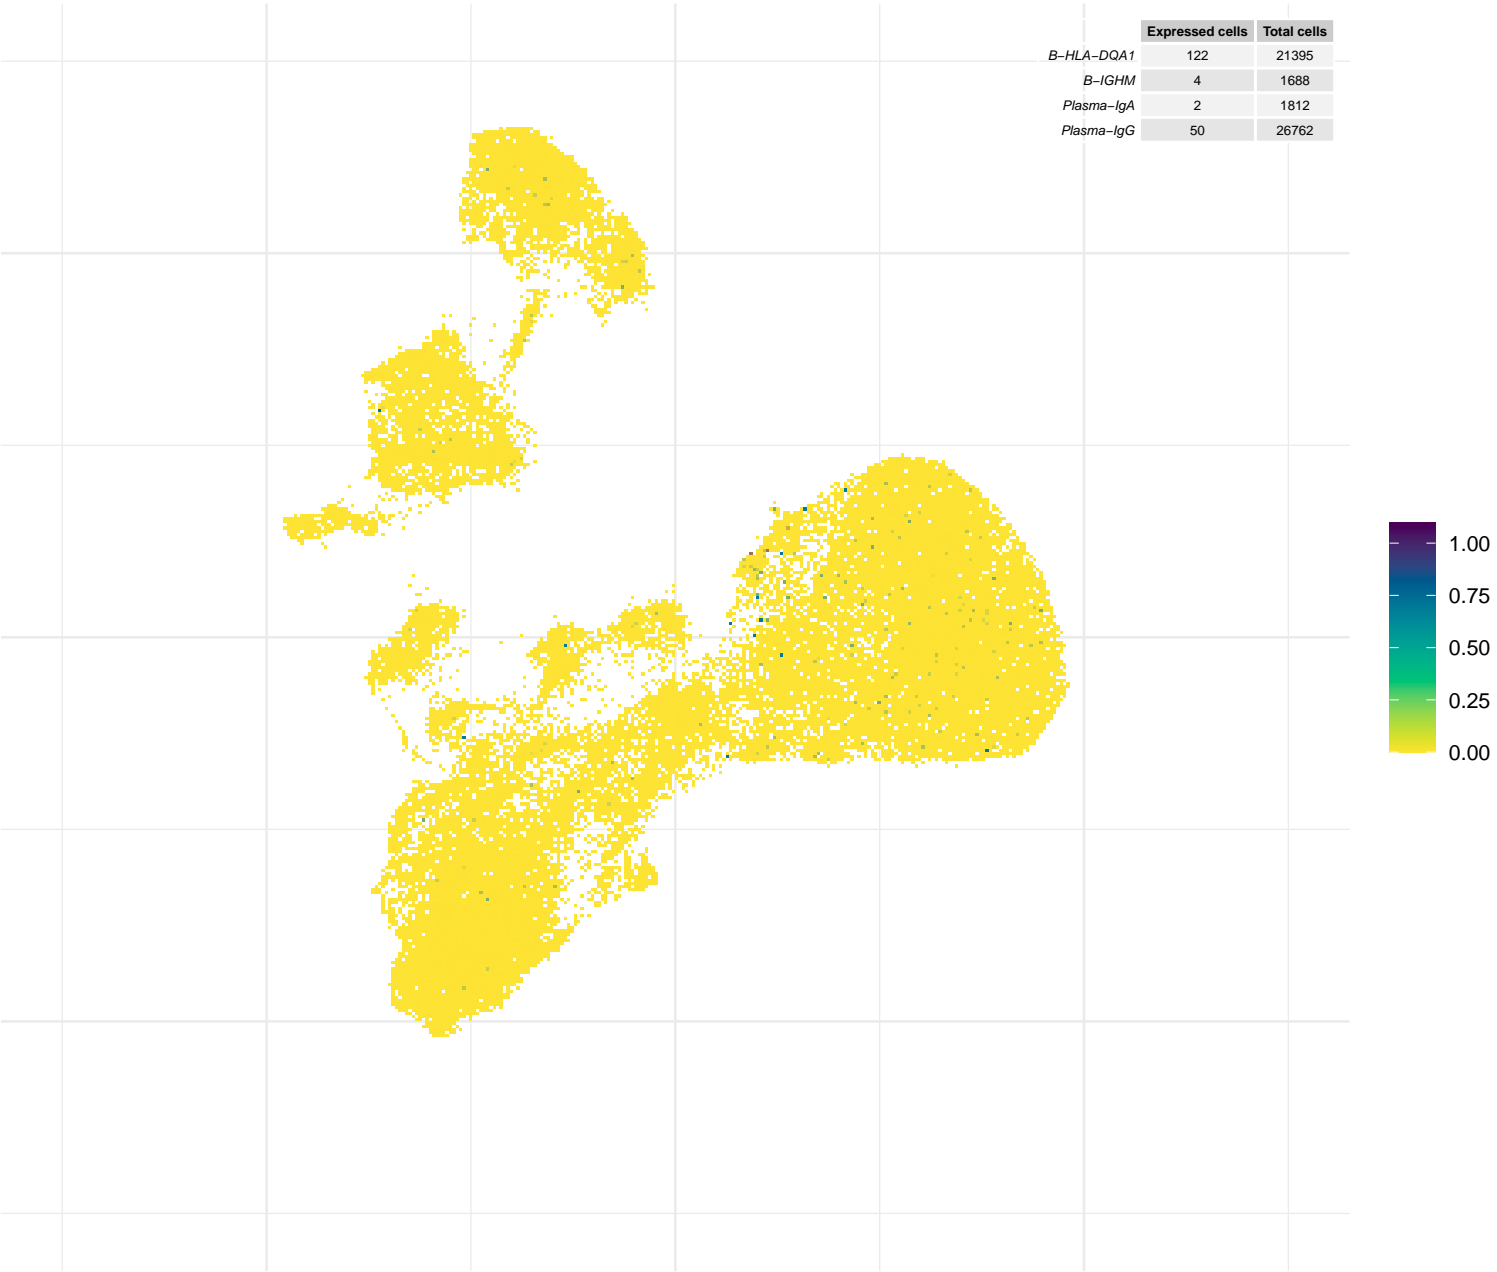 Expressed cells Total cells
B−HLA−DQA1 122 21395
B−IGHM 4 1688
Plasma−IgA 2 1812
Plasma−IgG 50 26762
1.00
0.75
0.50
0.25
0.00